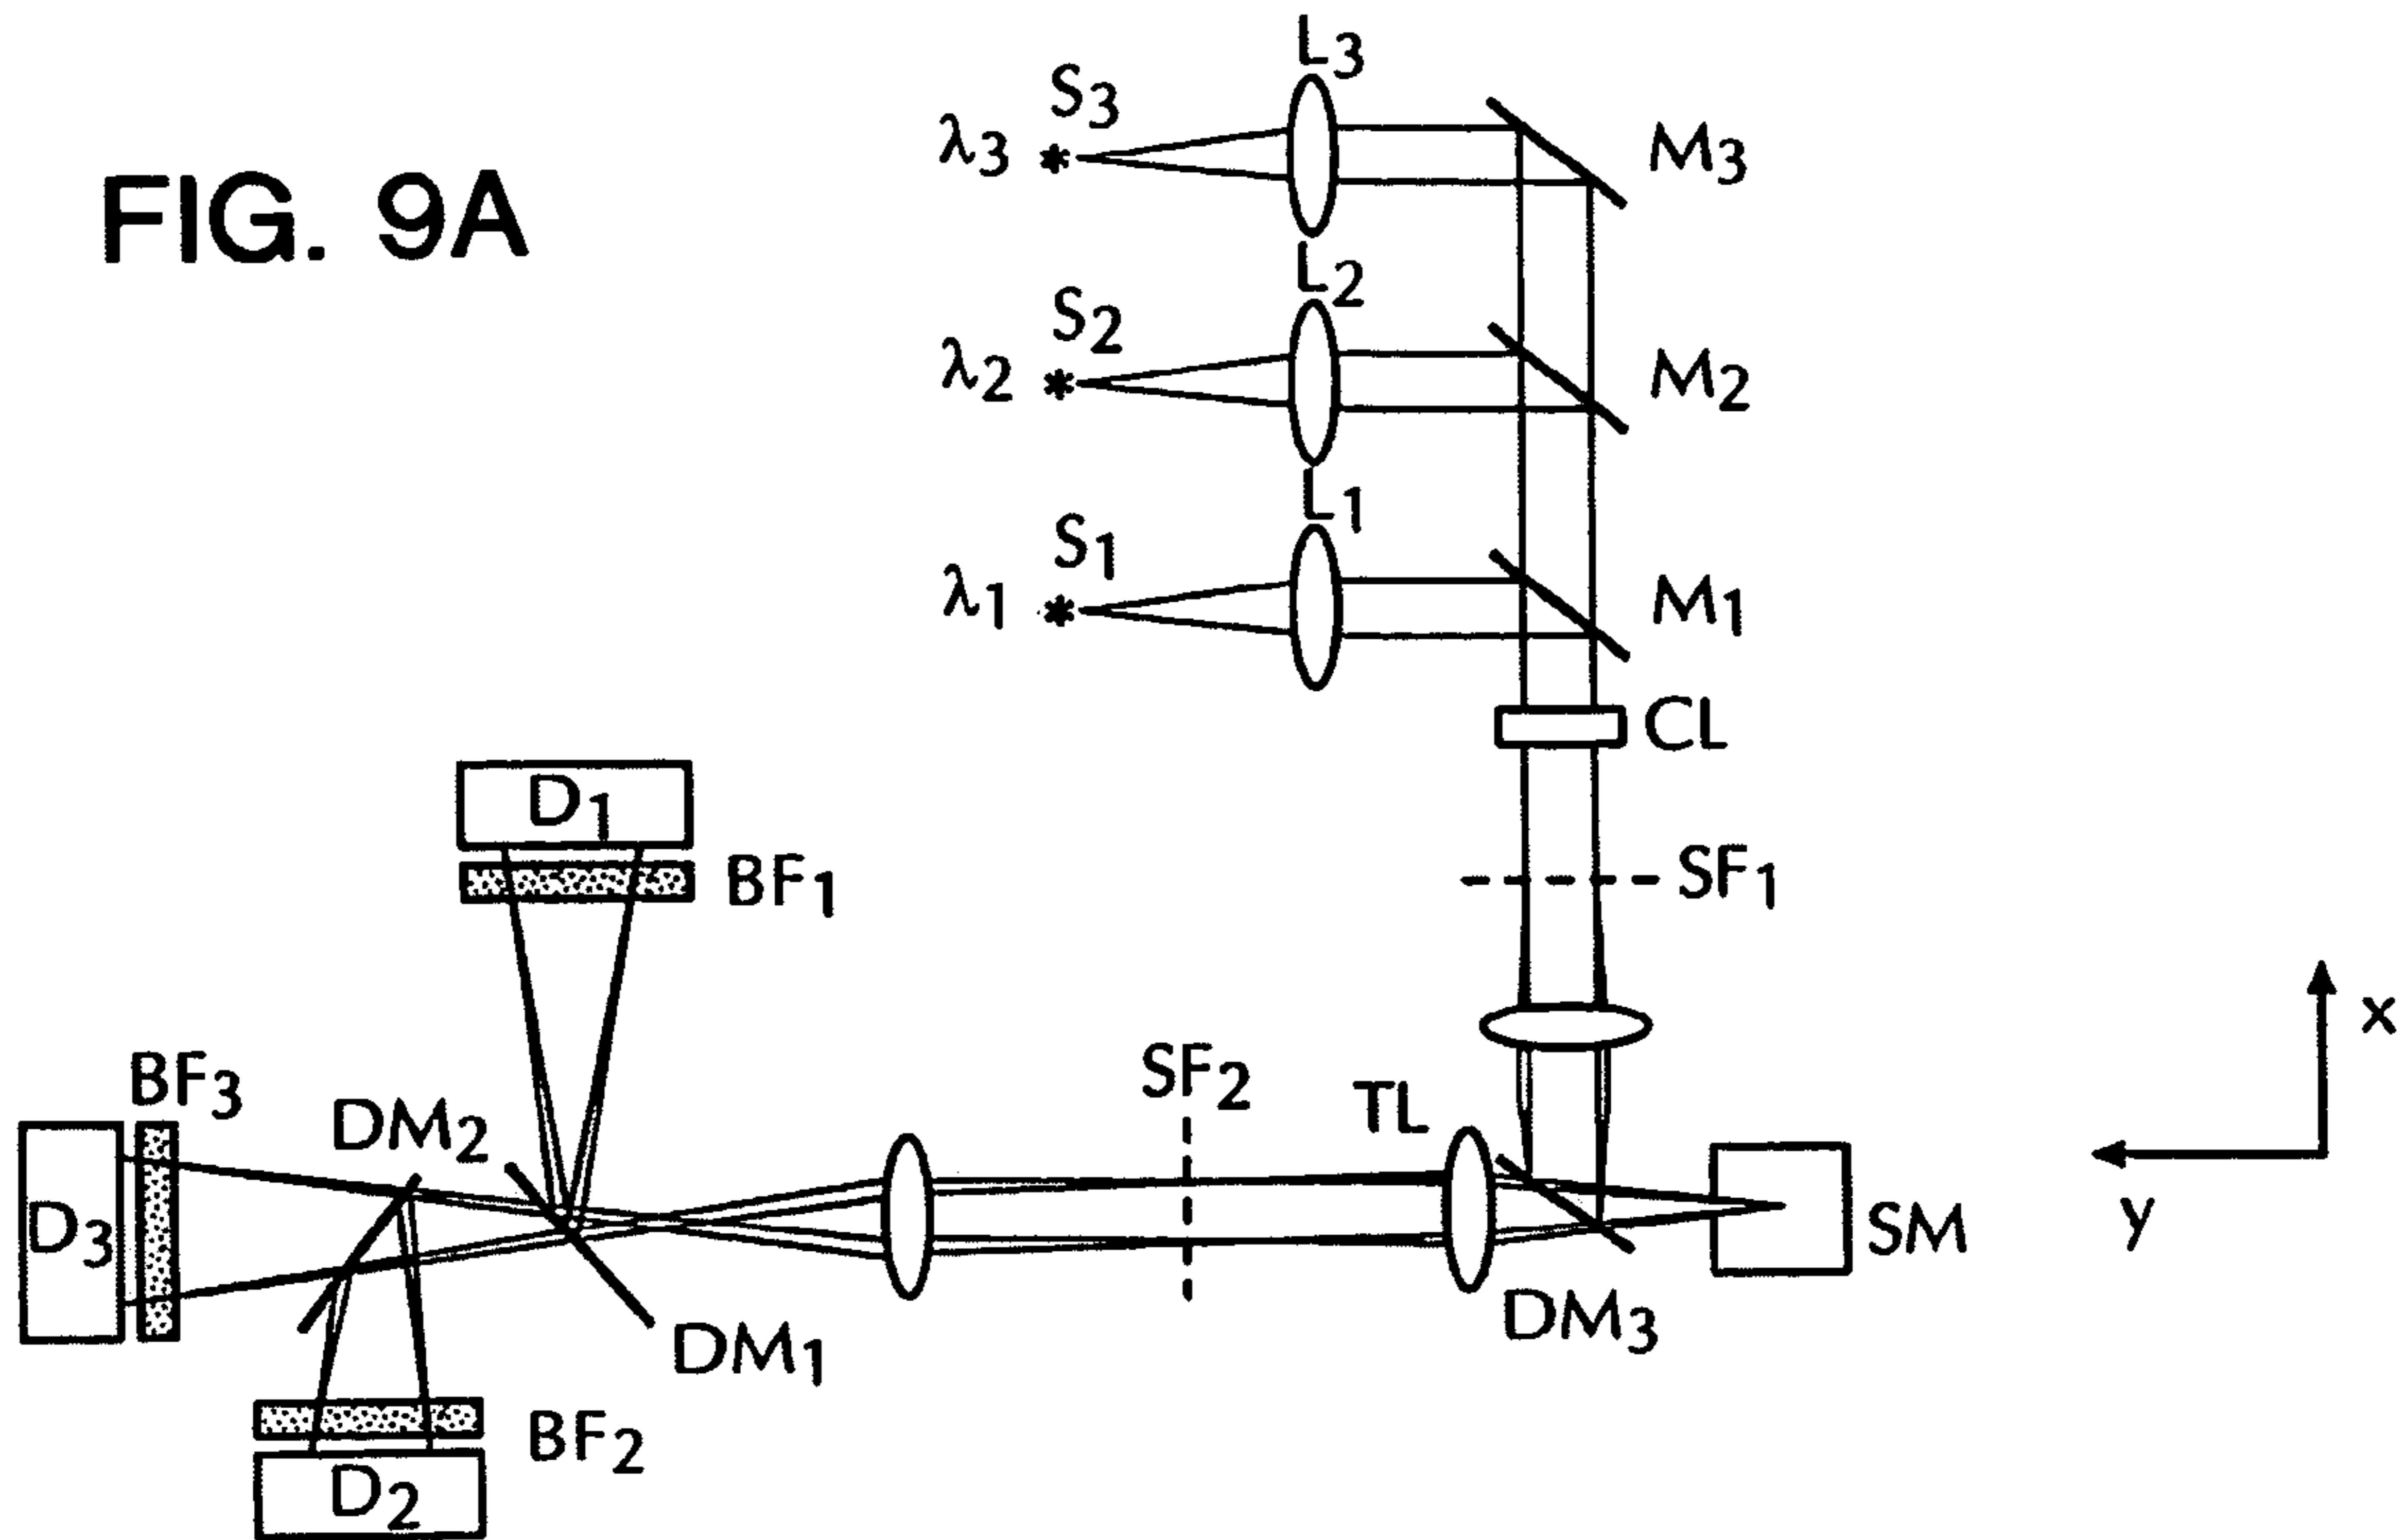 FIG. 9A
L3
S3
λ3 *
M3
L2
S2
λ2 *
M2
L1
S1
λ1 *
M1
CL
D1
BF1
SF1
x
BF3
DM2
SF2
TL
D3
y
SM
DM1
DM3
BF2
D2